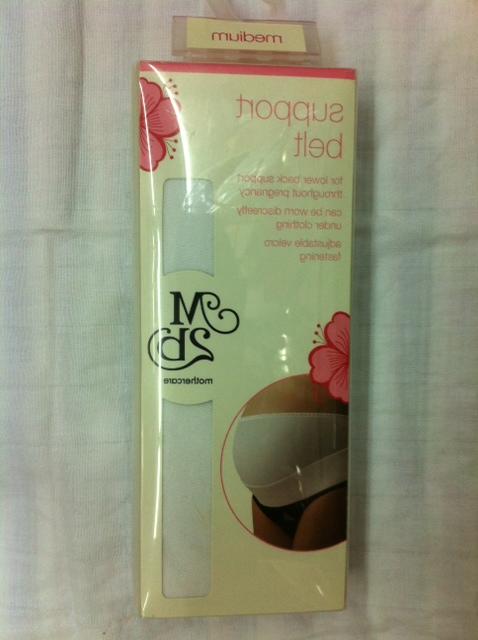 medium
support
belt
for lower back support
throughout pregnancy
can be worn discreetly
under clothing
adjustable velcro
fastening
M
2b
mothercare